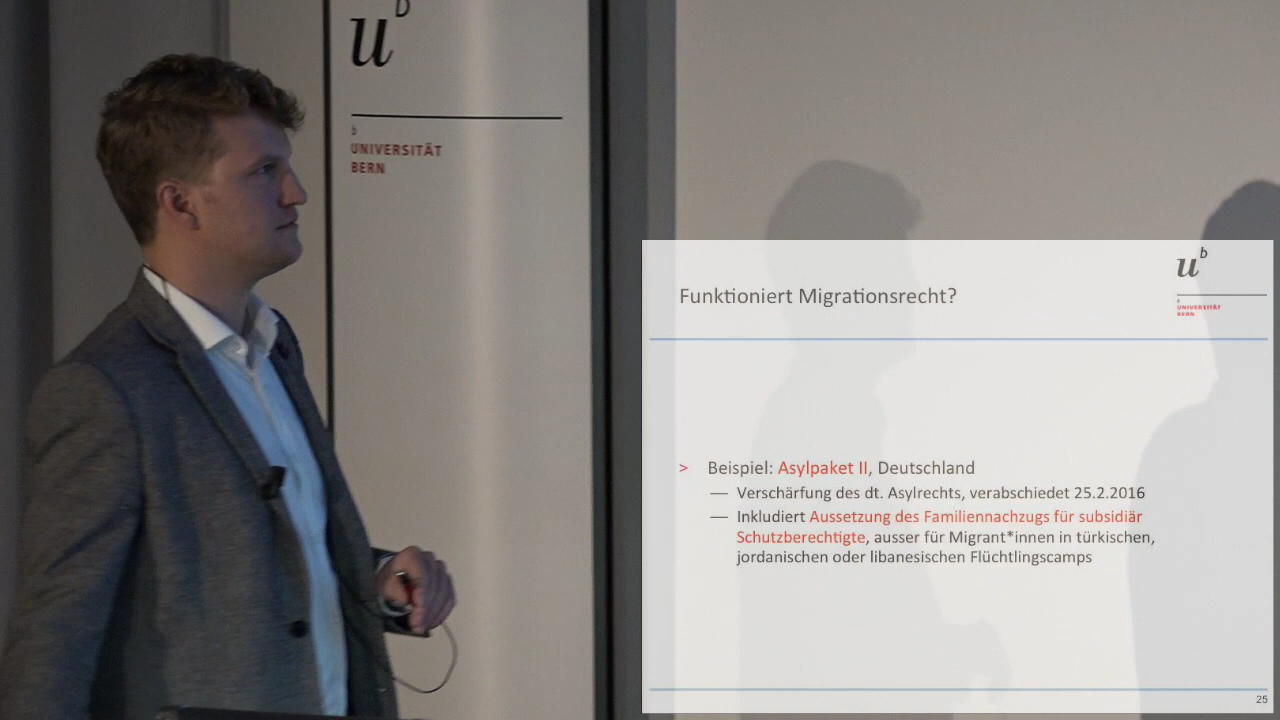 u b
b
UNIVERSITÄT
BERN
Funktioniert Migrationsrecht?
u b
b
UNIVERSITÄT
BERN
> Beispiel: Asylpaket II, Deutschland
— Verschärfung des dt. Asylrechts, verabschiedet 25.2.2016
— Inkludiert Aussetzung des Familiennachzugs für subsidiär
Schutzberechtigte, ausser für Migrant*innen in türkischen,
jordanischen oder libanesischen Flüchtlingscamps
25